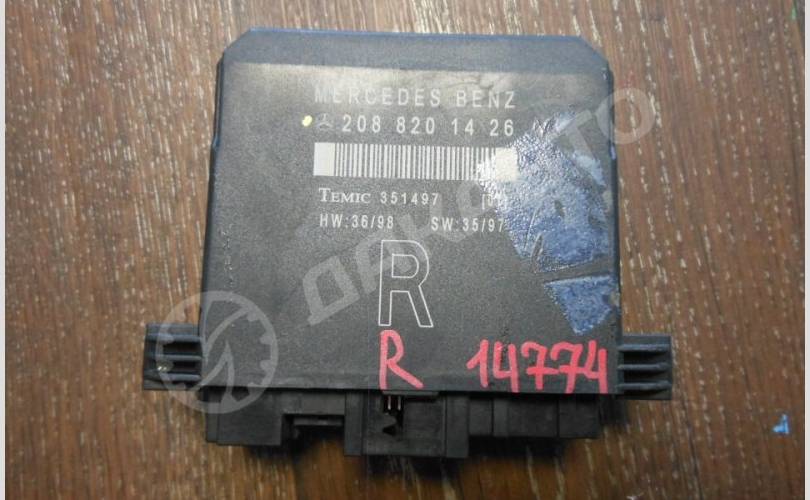 MERCEDES BENZ
208 820 14 26
TEMIC 351497
HW:36/98 SW:35/97
R
R 14774